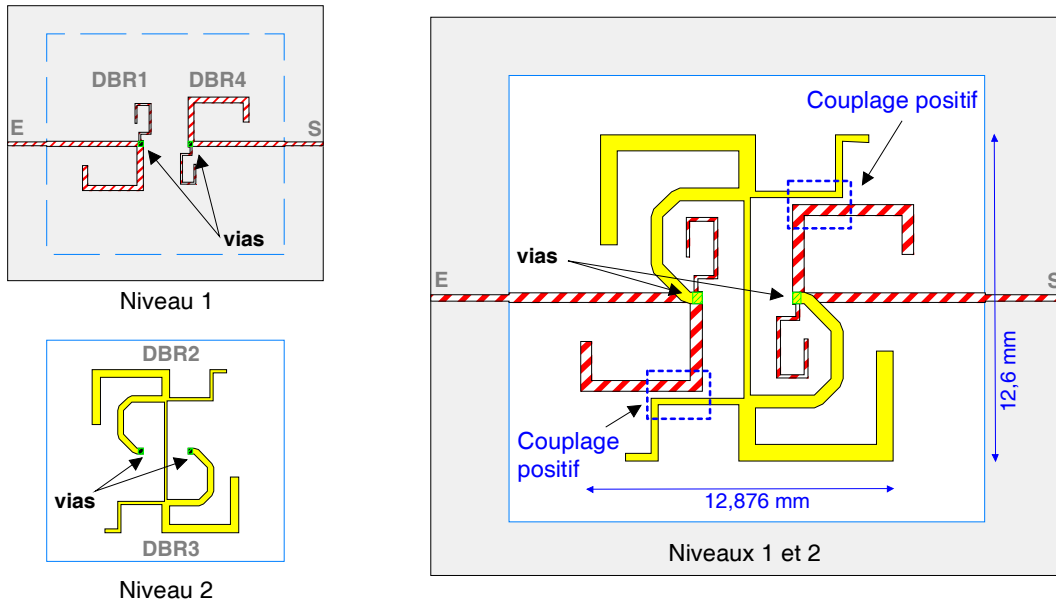 DBR1
DBR4
E
S
vias
Niveau 1
DBR2
vias
DBR3
Niveau 2
Couplage positif
vias
E
S
12,6 mm
Couplage
positif
12,876 mm
Niveaux 1 et 2